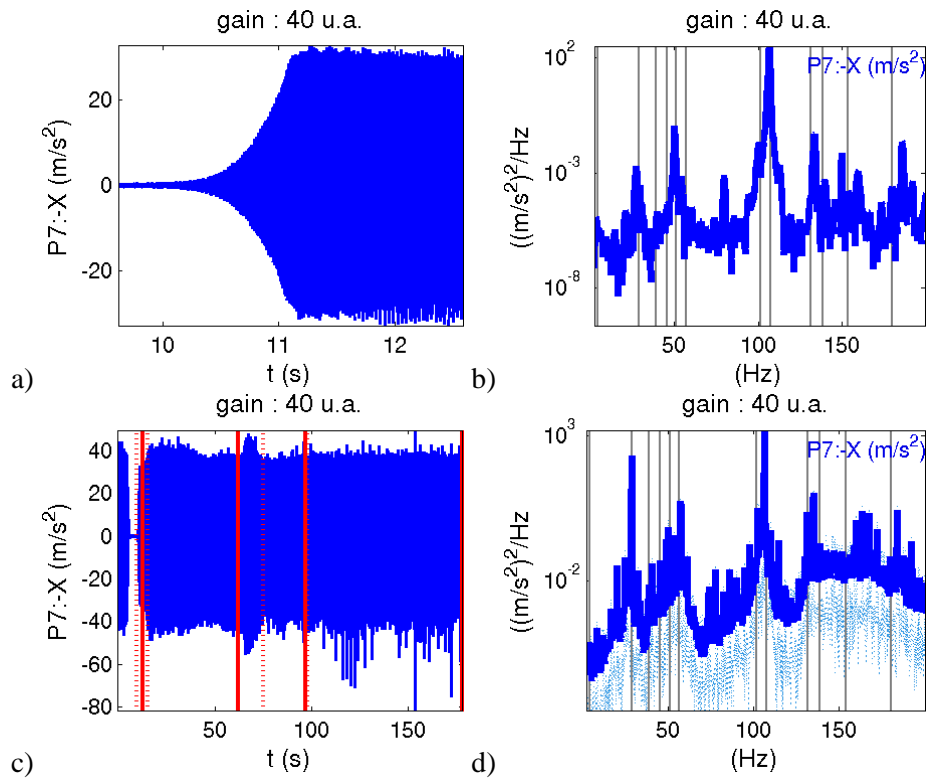 gain : 40 u.a.
P7:-X (m/s²)
20
0
-20
10
11
12
t (s)
a)
gain : 40 u.a.
P7:-X (m/s²)
((m/s²)²/Hz
10²
10⁻³
10⁻⁸
50
100
150
(Hz)
b)
gain : 40 u.a.
P7:-X (m/s²)
40
20
0
-20
-40
-60
-80
50
100
150
t (s)
c)
gain : 40 u.a.
P7:-X (m/s²)
((m/s²)²/Hz
10³
10⁻²
50
100
150
(Hz)
d)